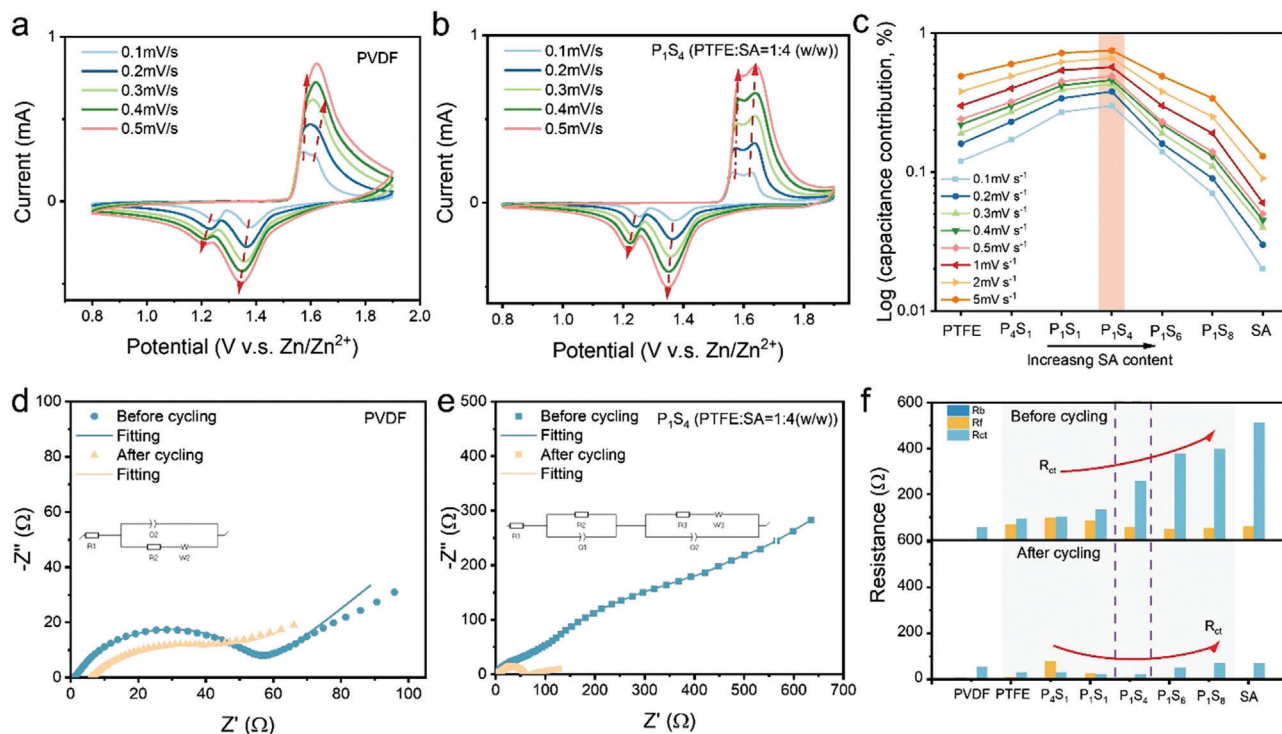 a
PVDF
0.1mV/s
0.2mV/s
0.3mV/s
0.4mV/s
0.5mV/s
1
0
Current (mA)
0.8
1.0
1.2
1.4
1.6
1.8
2.0
Potential (V v.s. Zn/Zn²⁺)
b
P₁S₄ (PTFE:SA=1:4 (w/w))
0.1mV/s
0.2mV/s
0.3mV/s
0.4mV/s
0.5mV/s
1
0
Current (mA)
0.8
1.2
1.6
Potential (V v.s. Zn/Zn²⁺)
c
Log (capacitance contribution, %)
1
0.1
0.01
0.1mV s⁻¹
0.2mV s⁻¹
0.3mV s⁻¹
0.4mV s⁻¹
0.5mV s⁻¹
1mV s⁻¹
2mV s⁻¹
5mV s⁻¹
PTFE
P₄S₁
P₁S₁
P₁S₄
P₁S₆
P₁S₈
SA
Increasng SA content
d
PVDF
Before cycling
Fitting
After cycling
Fitting
R1
Q2
R2
W2
100
80
60
40
20
0
-Z'' (Ω)
0
20
40
60
80
100
Z' (Ω)
e
P₁S₄ (PTFE:SA=1:4(w/w))
Before cycling
Fitting
After cycling
Fitting
R1
R2
Q1
R3
W3
Q2
500
400
300
200
100
0
-Z'' (Ω)
0
100
200
300
400
500
600
700
Z' (Ω)
f
Rb
Rf
Rct
Before cycling
R_ct
600
400
200
600
400
200
0
Resistance (Ω)
After cycling
R_ct
PVDF
PTFE
P₄S₁
P₁S₁
P₁S₄
P₁S₆
P₁S₈
SA